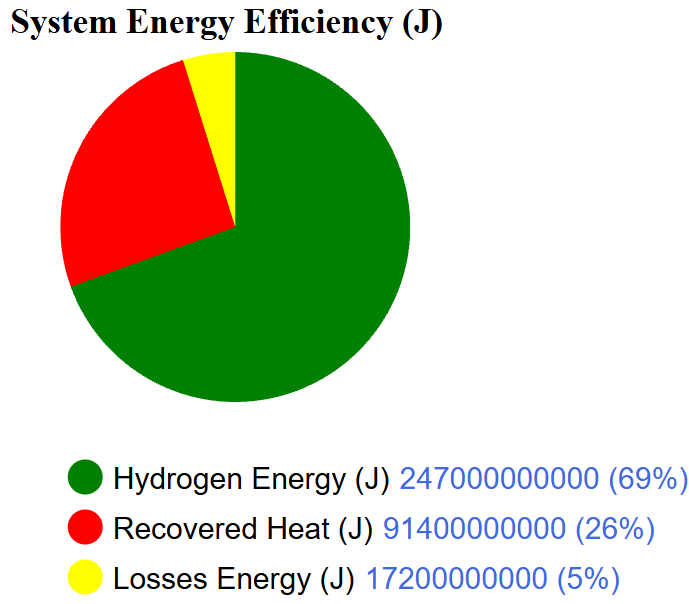 System Energy Efficiency (J)
Hydrogen Energy (J) 247000000000 (69%)
Recovered Heat (J) 91400000000 (26%)
Losses Energy (J) 17200000000 (5%)